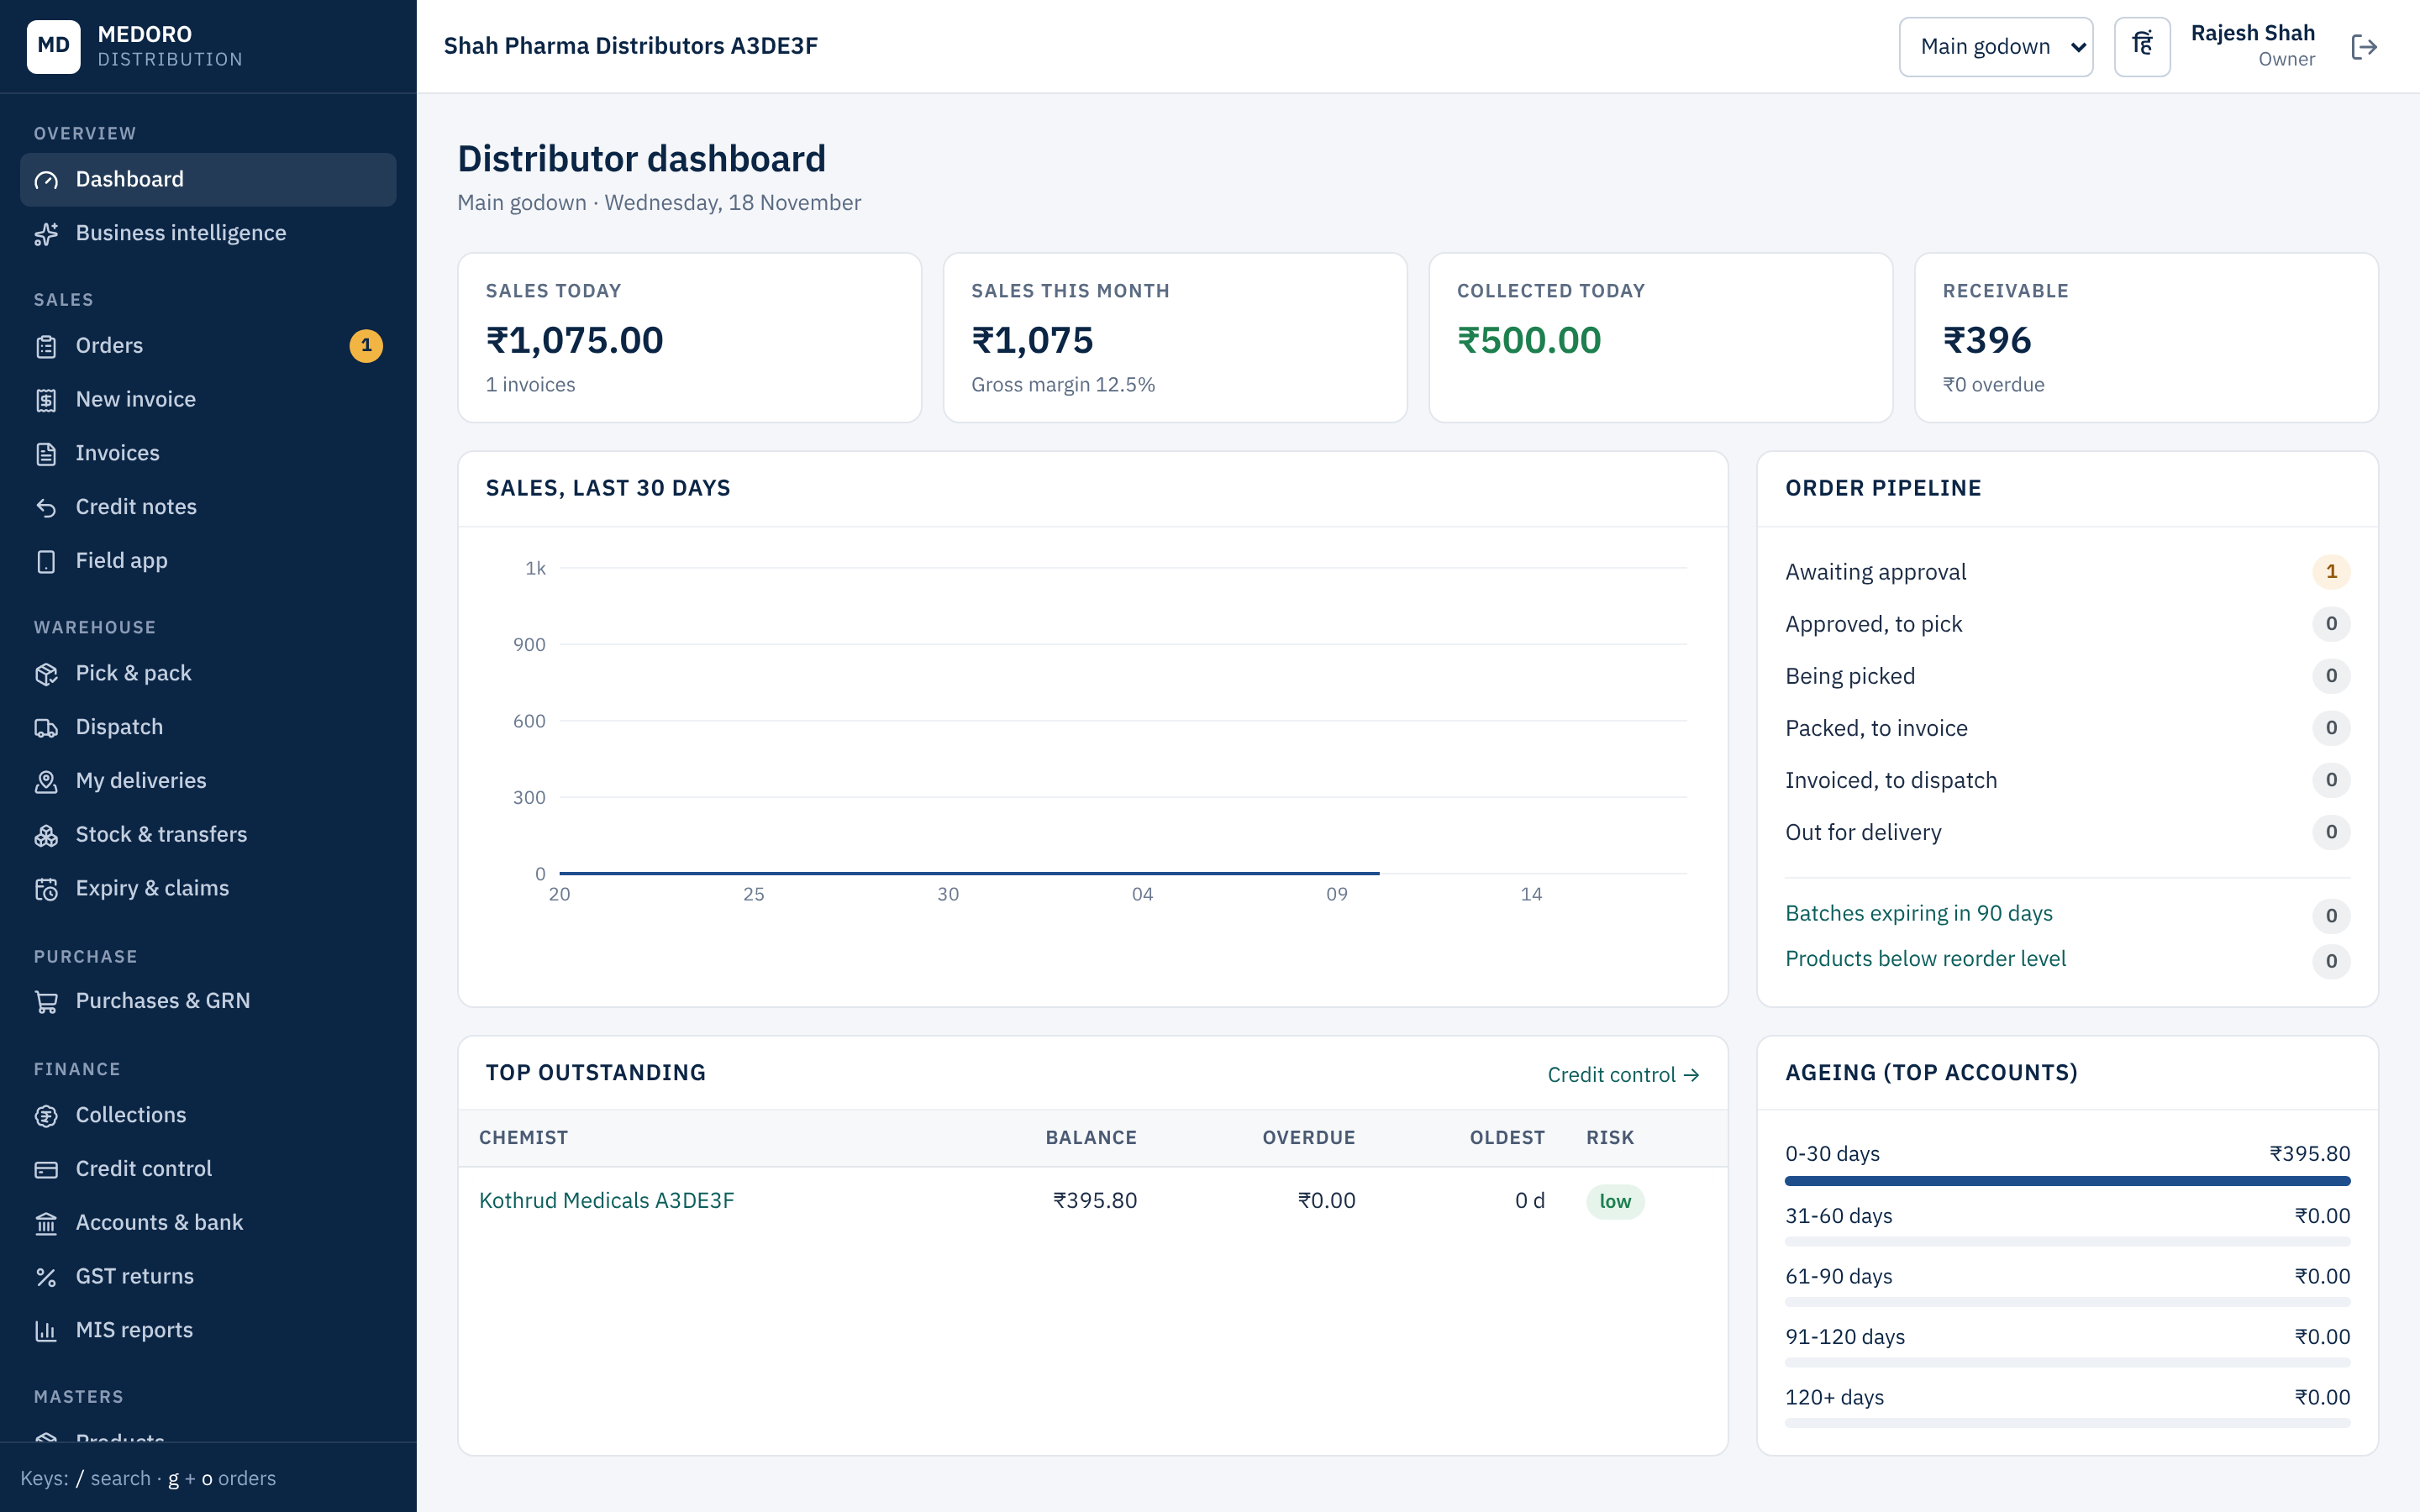 MD
MEDORO
DISTRIBUTION
OVERVIEW
Dashboard
Business intelligence
SALES
Orders 1
New invoice
Invoices
Credit notes
Field app
WAREHOUSE
Pick & pack
Dispatch
My deliveries
Stock & transfers
Expiry & claims
PURCHASE
Purchases & GRN
FINANCE
Collections
Credit control
Accounts & bank
GST returns
MIS reports
MASTERS
Products
Keys: / search · g + o orders
Shah Pharma Distributors A3DE3F
Main godown
हिं
Rajesh Shah
Owner
Distributor dashboard
Main godown · Wednesday, 18 November
SALES TODAY
₹1,075.00
1 invoices
SALES THIS MONTH
₹1,075
Gross margin 12.5%
COLLECTED TODAY
₹500.00
RECEIVABLE
₹396
₹0 overdue
SALES, LAST 30 DAYS
1k
900
600
300
0
20 25 30 04 09 14
ORDER PIPELINE
Awaiting approval 1
Approved, to pick 0
Being picked 0
Packed, to invoice 0
Invoiced, to dispatch 0
Out for delivery 0
Batches expiring in 90 days 0
Products below reorder level 0
TOP OUTSTANDING
Credit control →
CHEMIST BALANCE OVERDUE OLDEST RISK
Kothrud Medicals A3DE3F ₹395.80 ₹0.00 0 d low
AGEING (TOP ACCOUNTS)
0-30 days ₹395.80
31-60 days ₹0.00
61-90 days ₹0.00
91-120 days ₹0.00
120+ days ₹0.00